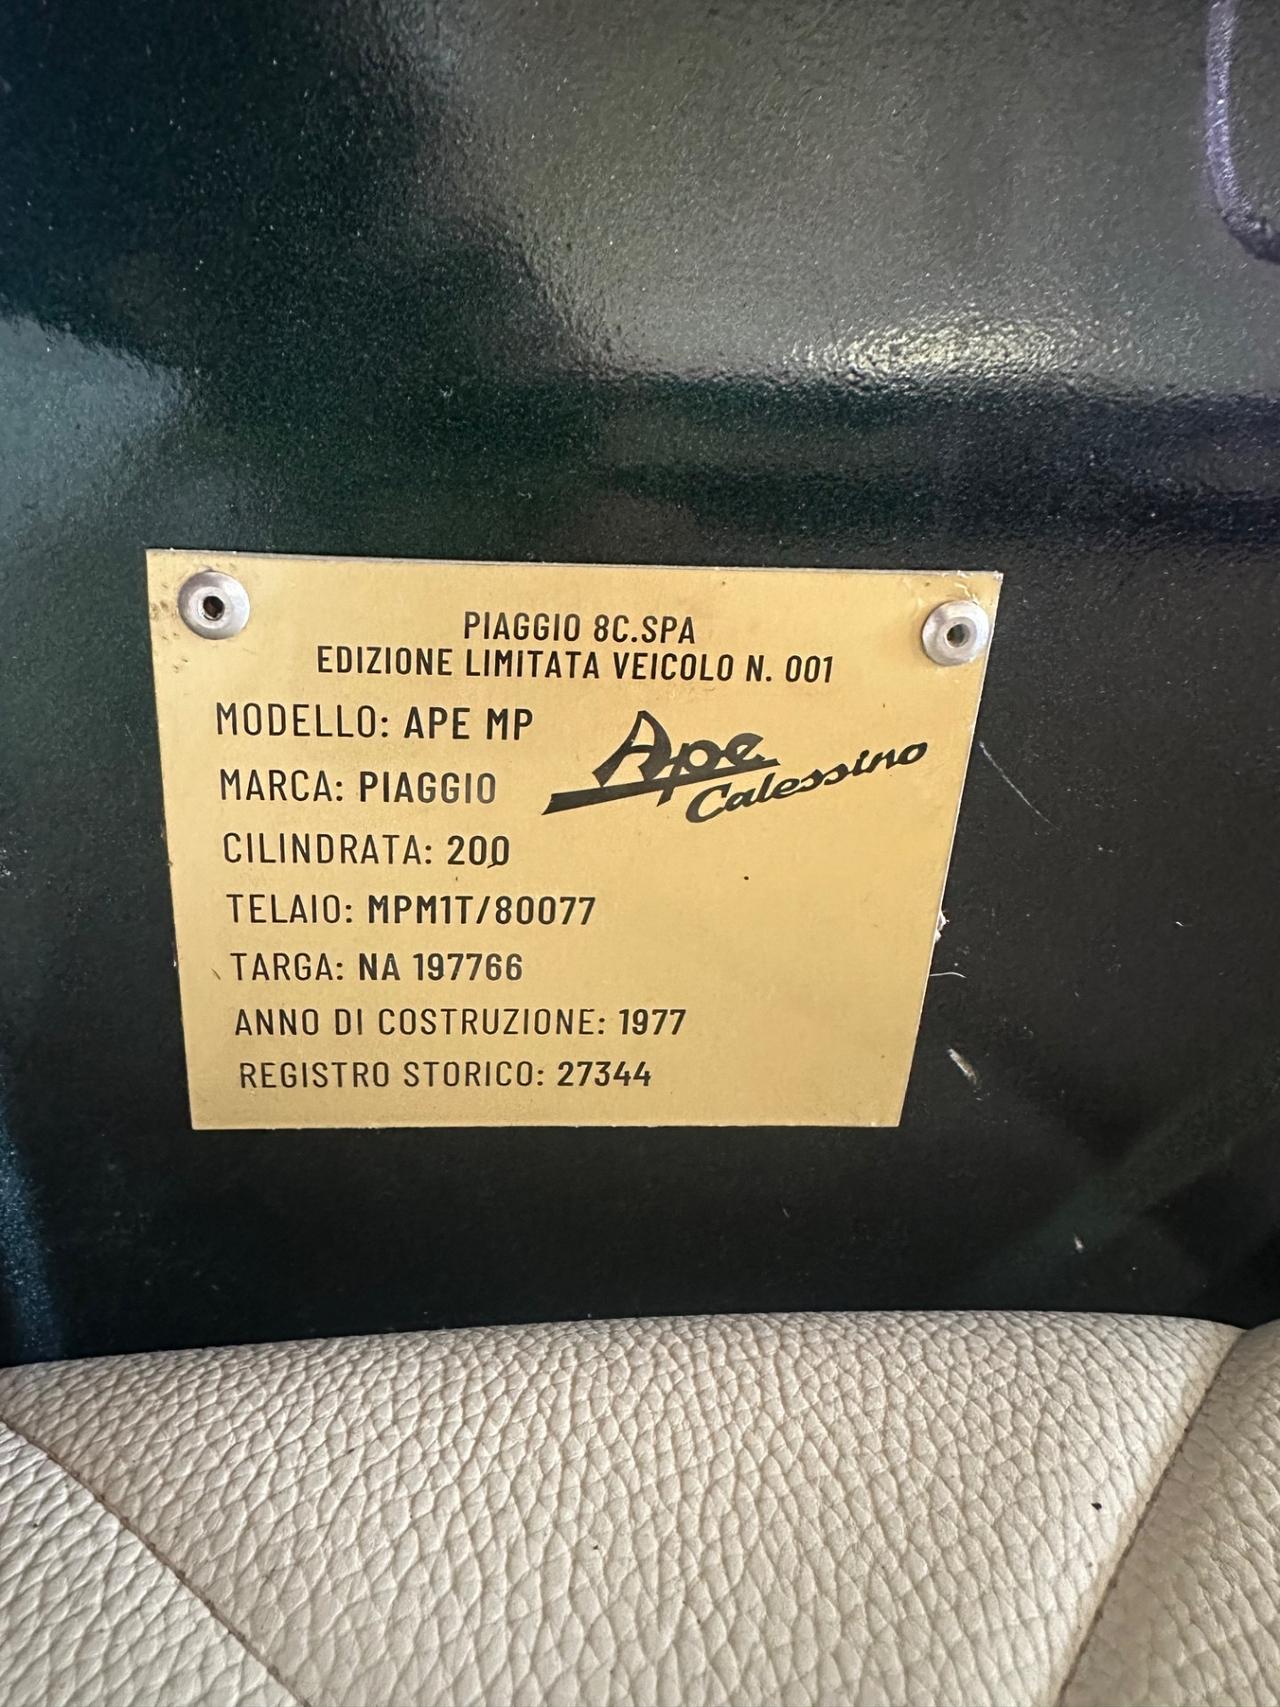 PIAGGIO 8C.SPA
EDIZIONE LIMITATA VEICOLO N. 001
MODELLO: APE MP
Ape
Calessino
MARCA: PIAGGIO
CILINDRATA: 200
TELAIO: MPM1T/80077
TARGA: NA 197766
ANNO DI COSTRUZIONE: 1977
REGISTRO STORICO: 27344